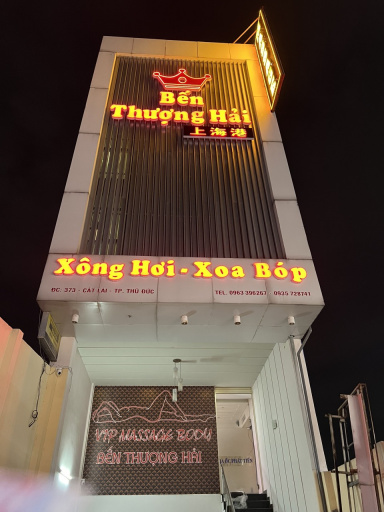 Bến
Thượng Hải
上海港
Xông Hơi - Xoa Bóp
ĐC: 373 - CÁT LÁI - TP. THỦ ĐỨC
TEL: 0963 396267 - 0935 728741
VIP MASSAGE BODY
BẾN THƯỢNG HẢI